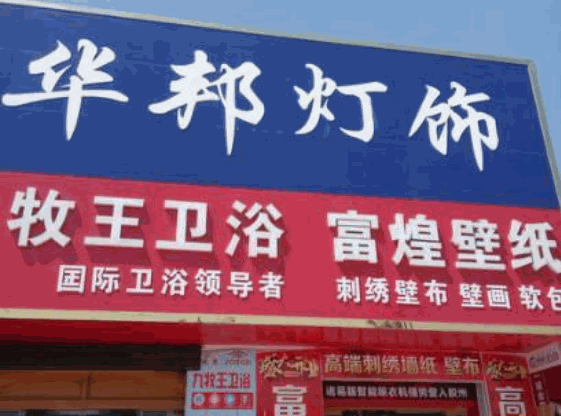 华邦灯饰
牧王卫浴 富煌壁纸
国际卫浴领导者 刺绣壁布 壁画 软包
高端刺绣墙纸 壁布
九牧王卫浴
富
富